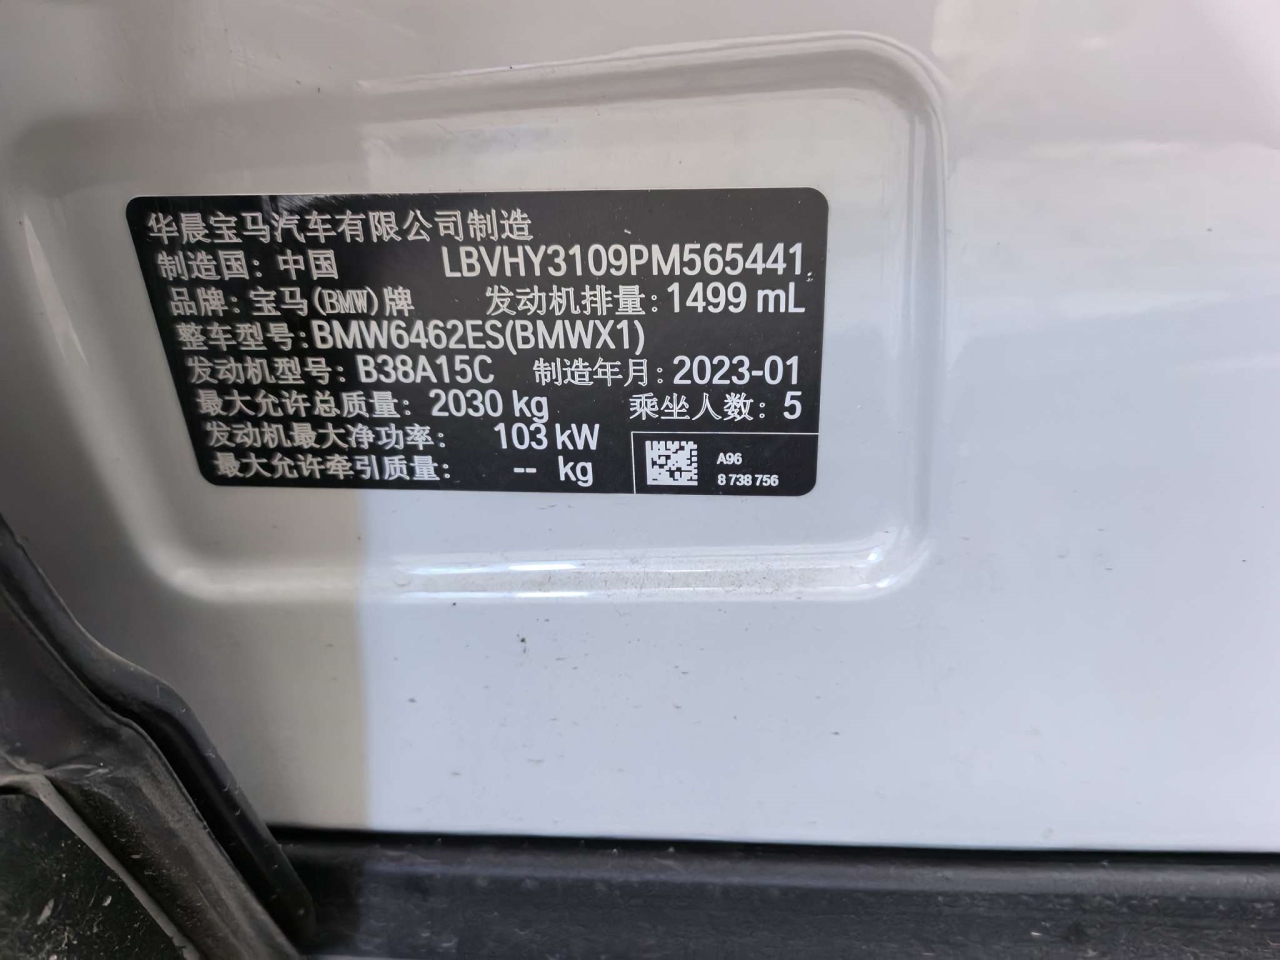 华晨宝马汽车有限公司制造
制造国：中国 LBVHY3109PM565441
品牌：宝马(BMW)牌 发动机排量：1499 mL
整车型号：BMW6462ES(BMWX1)
发动机型号：B38A15C 制造年月：2023-01
最大允许总质量：2030 kg 乘坐人数：5
发动机最大净功率： 103 kW
最大允许牵引质量： -- kg
A96
8 738 756